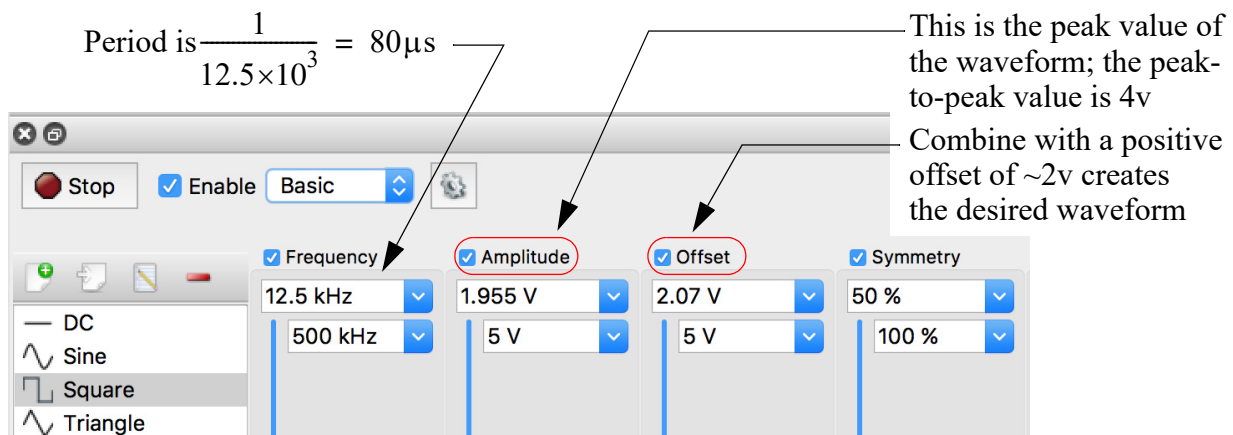 Period is 1 / 12.5×10^3 = 80μs
This is the peak value of
the waveform; the peak-
to-peak value is 4v
Combine with a positive
offset of ~2v creates
the desired waveform
Stop
Enable
Basic
Frequency
Amplitude
Offset
Symmetry
12.5 kHz
1.955 V
2.07 V
50 %
500 kHz
5 V
5 V
100 %
DC
Sine
Square
Triangle